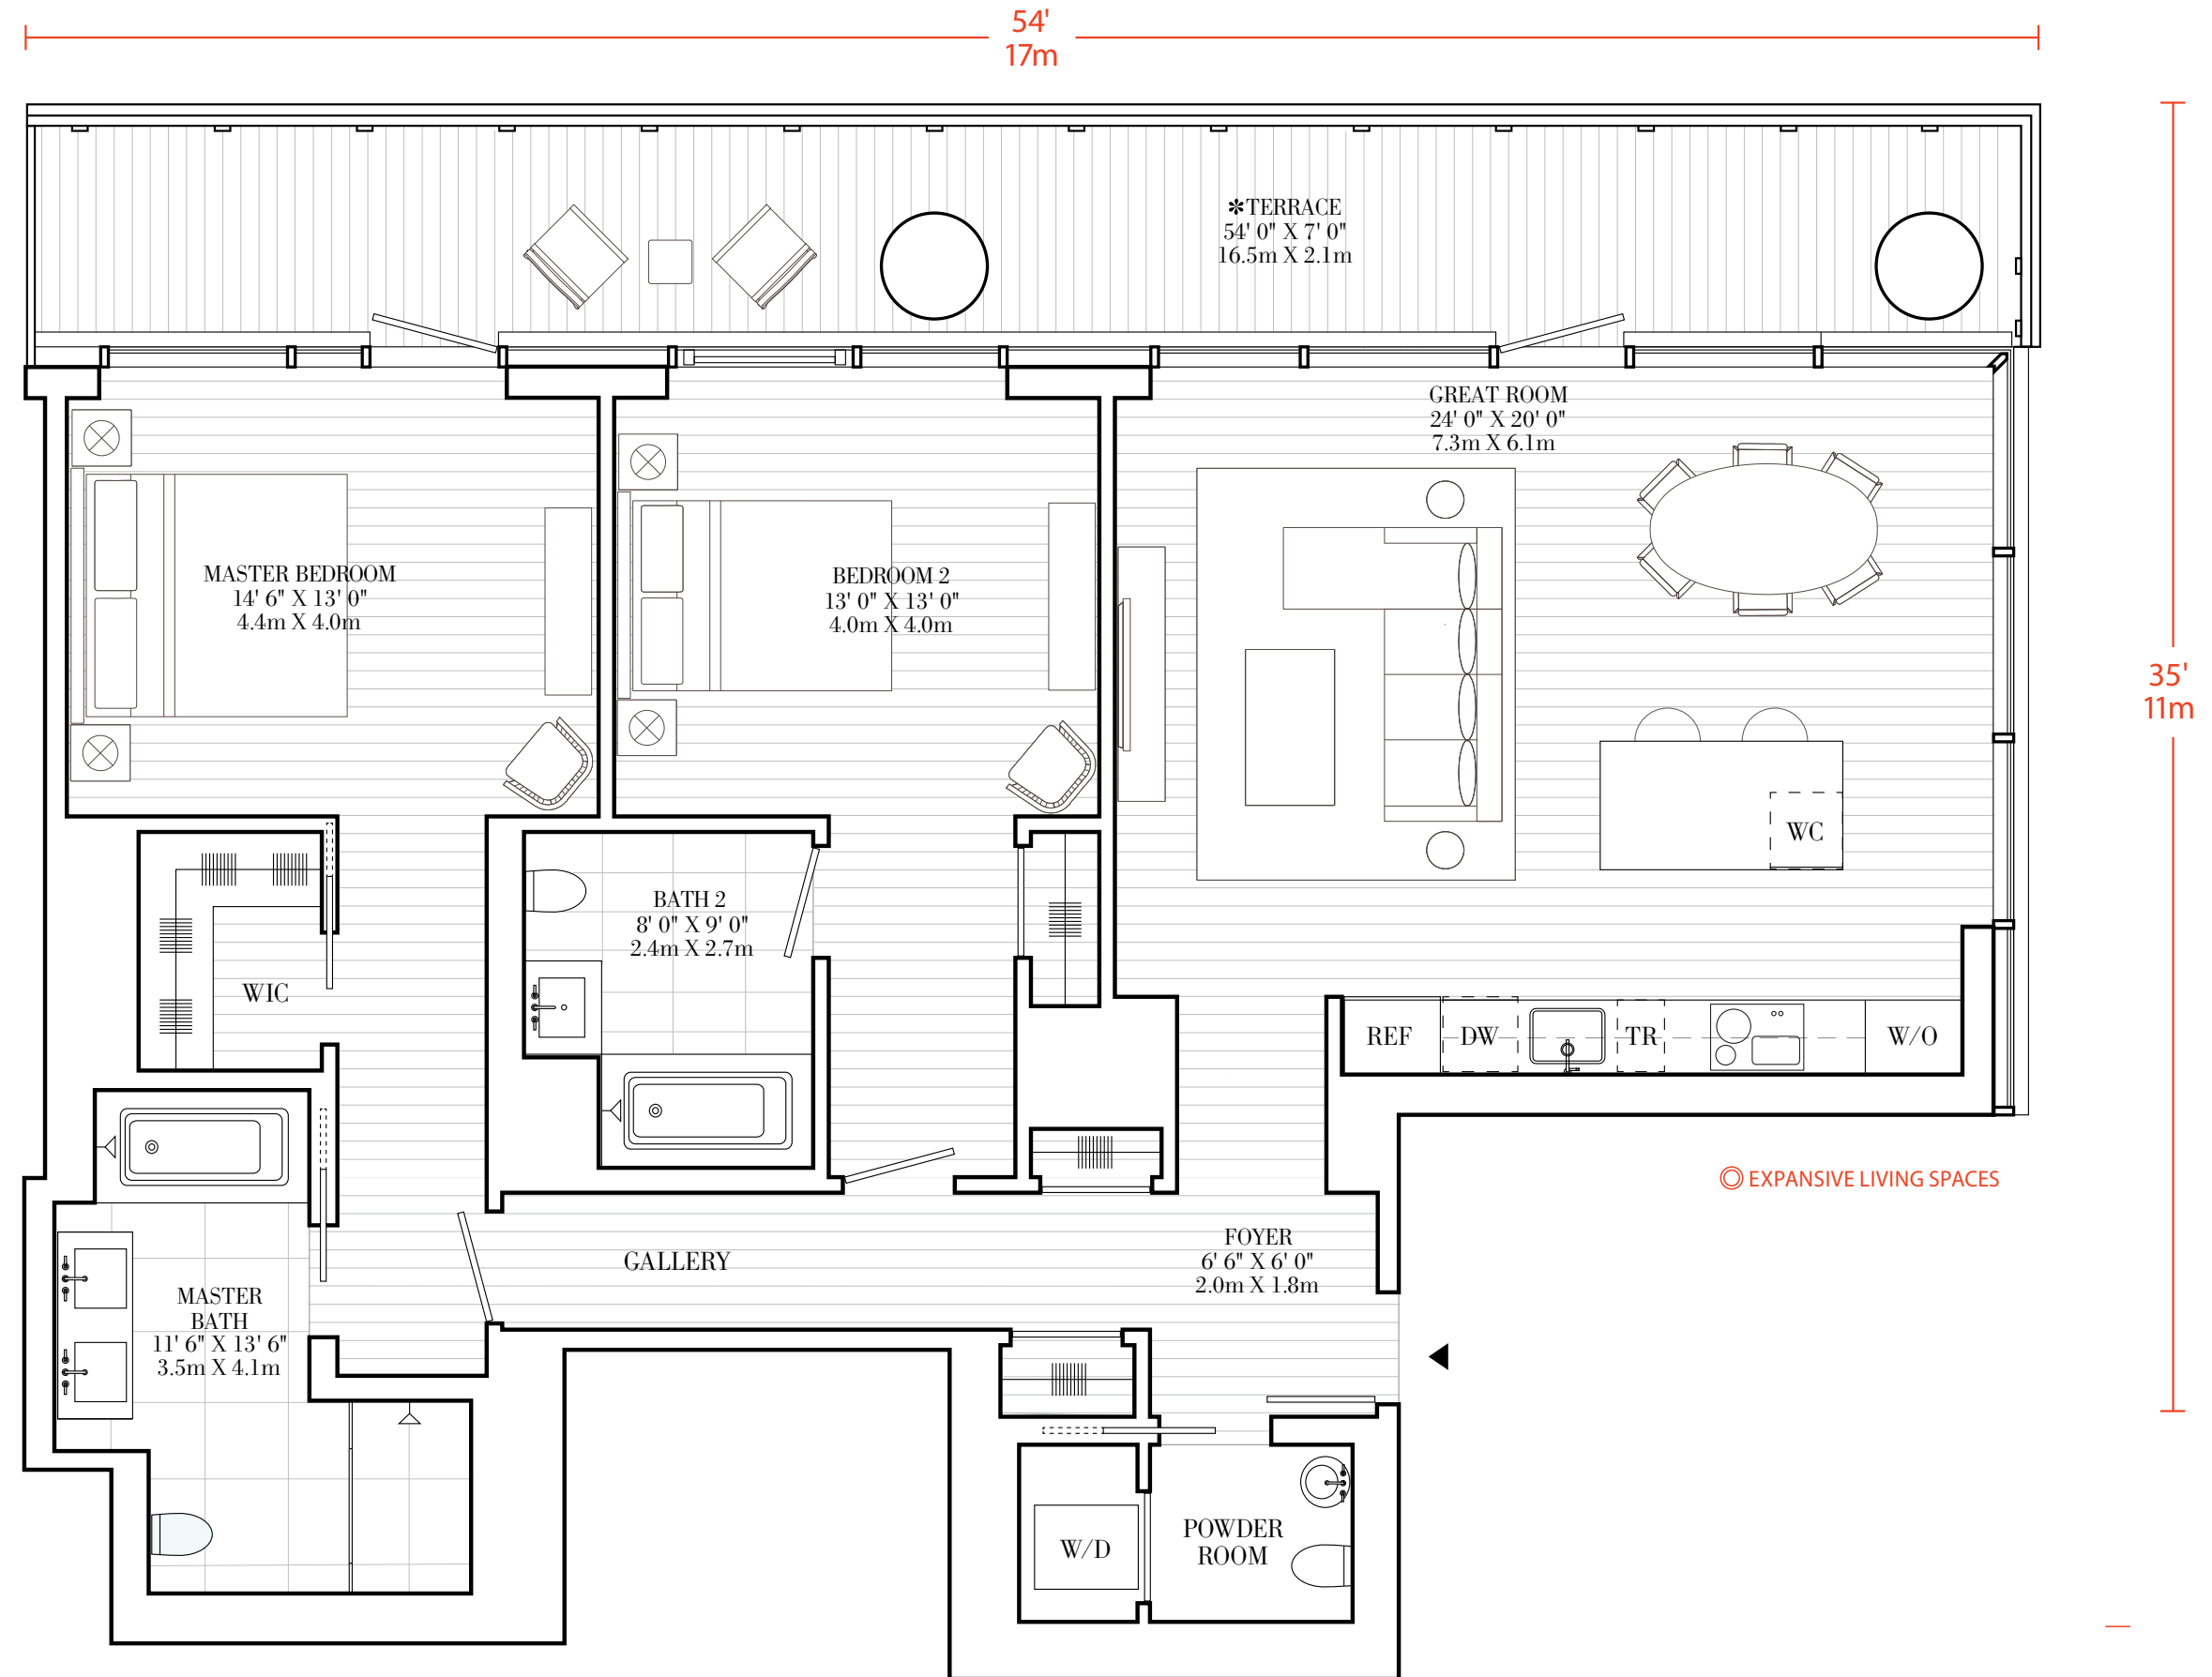 54'
17m
✻TERRACE
54' 0" X 7' 0"
16.5m X 2.1m
GREAT ROOM
24' 0" X 20' 0"
7.3m X 6.1m
MASTER BEDROOM
14' 6" X 13' 0"
4.4m X 4.0m
BEDROOM 2
13' 0" X 13' 0"
4.0m X 4.0m
35'
11m
WC
BATH 2
8' 0" X 9' 0"
2.4m X 2.7m
WIC
REF
DW
TR
W/O
EXPANSIVE LIVING SPACES
GALLERY
FOYER
6' 6" X 6' 0"
2.0m X 1.8m
MASTER
BATH
11' 6" X 13' 6"
3.5m X 4.1m
W/D
POWDER
ROOM